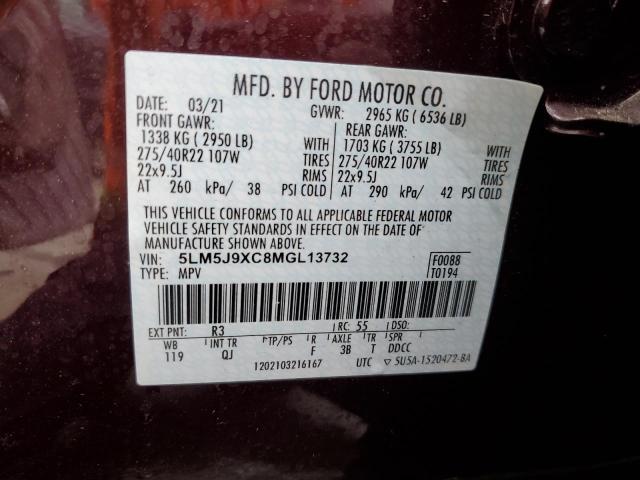 MFD. BY FORD MOTOR CO.
DATE: 03/21 GVWR: 2965 KG ( 6536 LB)
FRONT GAWR: REAR GAWR:
1338 KG ( 2950 LB) WITH 1703 KG ( 3755 LB) WITH
275/40R22 107W TIRES 275/40R22 107W TIRES
22x9.5J RIMS 22x9.5J RIMS
AT 260 kPa/ 38 PSI COLD AT 290 kPa/ 42 PSI COLD
THIS VEHICLE CONFORMS TO ALL APPLICABLE FEDERAL MOTOR
VEHICLE SAFETY STANDARDS IN EFFECT ON THE DATE OF
MANUFACTURE SHOWN ABOVE.
VIN: 5LM5J9XC8MGL13732 F0088
TYPE: MPV T0194
EXT PNT: R3 RC: 55 DSO:
WB INT TR TP/PS R AXLE TR SPR
119 QJ F 3B T DDCC
1202103216167 UTC ▽ 5U5A-1520472-BA